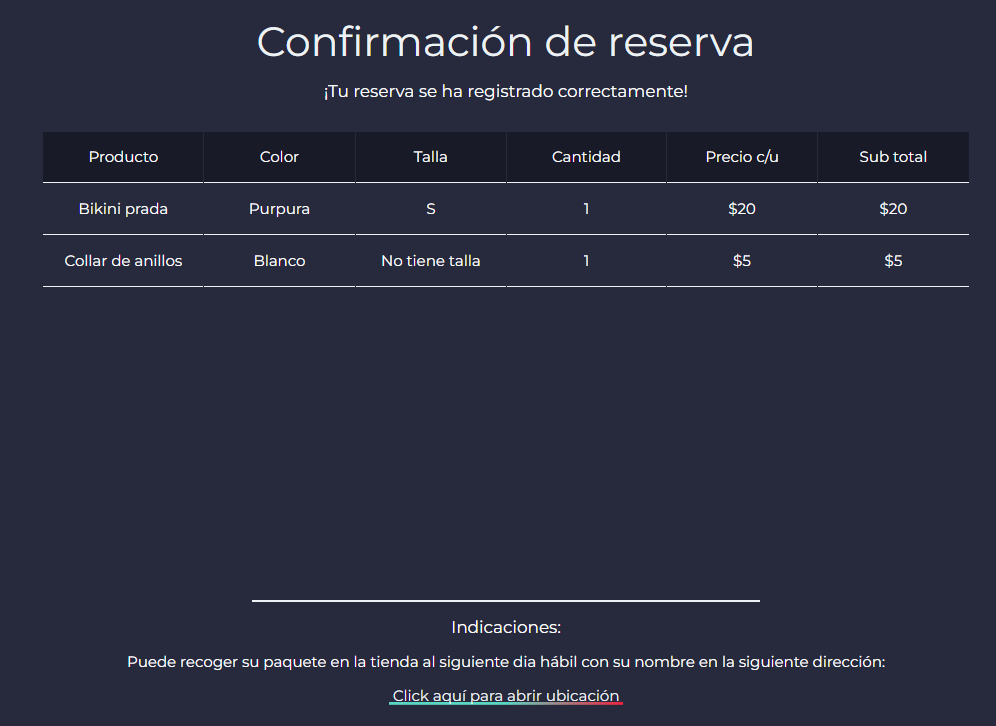 Confirmación de reserva
¡Tu reserva se ha registrado correctamente!
Producto Color Talla Cantidad Precio c/u Sub total
Bikini prada Purpura S 1 $20 $20
Collar de anillos Blanco No tiene talla 1 $5 $5
Indicaciones:
Puede recoger su paquete en la tienda al siguiente dia hábil con su nombre en la siguiente dirección:
Click aquí para abrir ubicación